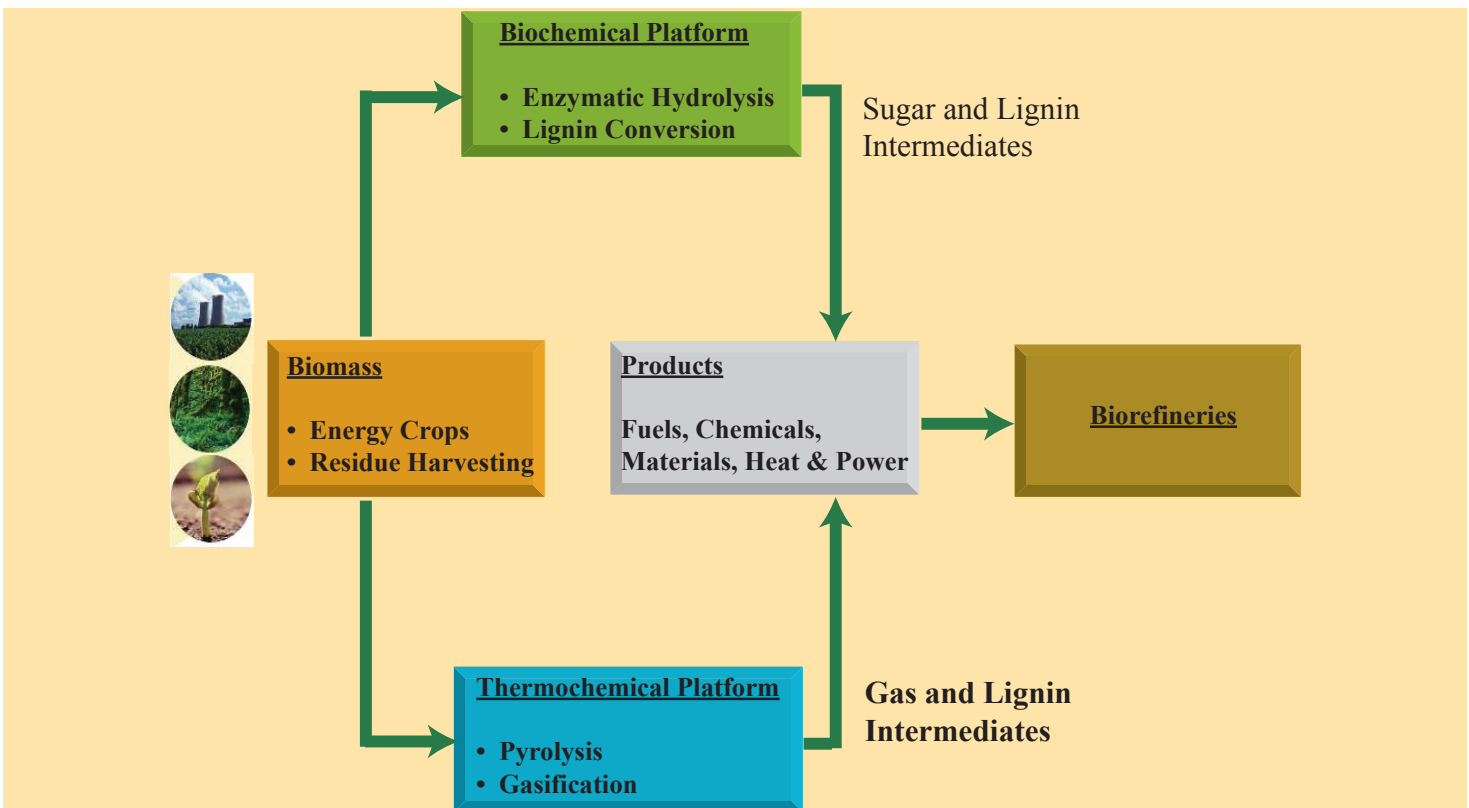 Biochemical Platform
• Enzymatic Hydrolysis
• Lignin Conversion
Sugar and Lignin
Intermediates
Biomass
• Energy Crops
• Residue Harvesting
Products
Fuels, Chemicals,
Materials, Heat & Power
Biorefineries
Thermochemical Platform
• Pyrolysis
• Gasification
Gas and Lignin
Intermediates